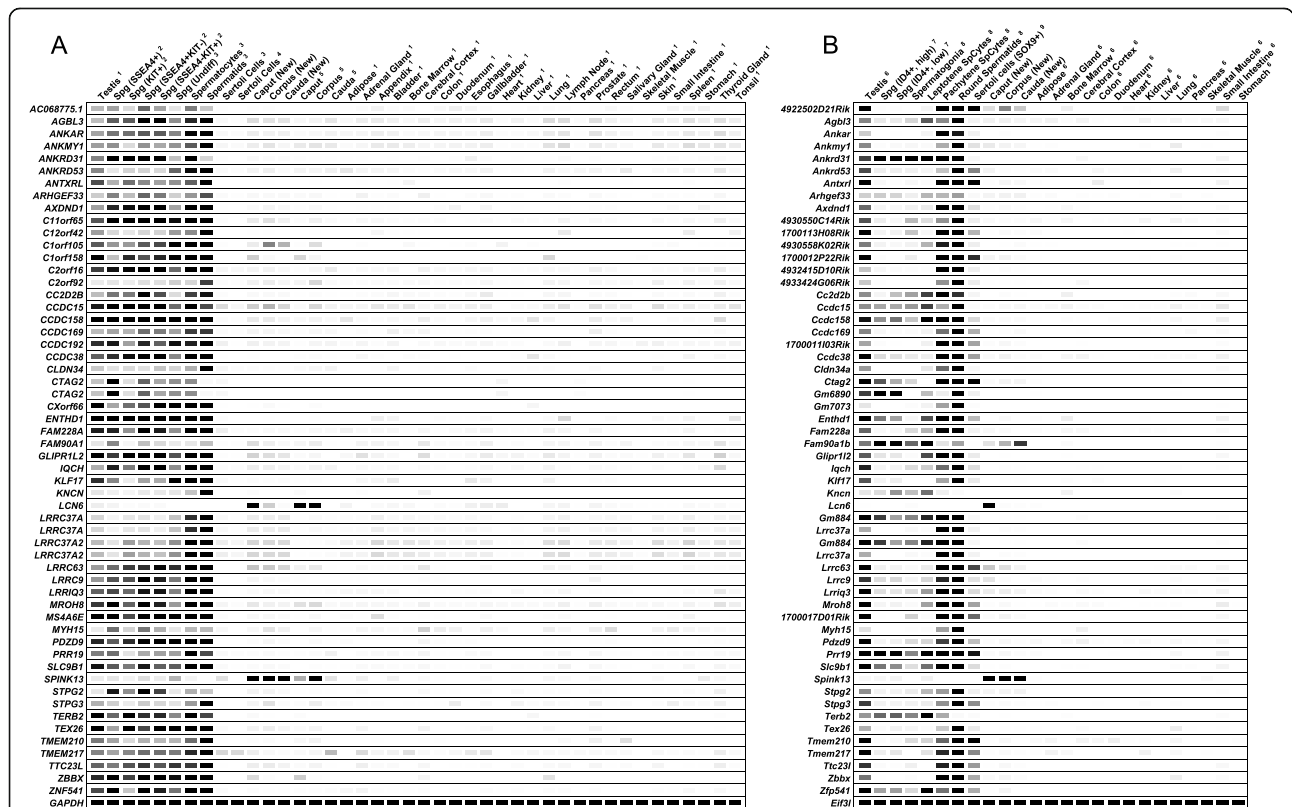 A
Testis 1
Spg (SSEA4+) 2
Spg (KIT+) 2
Spg (SSEA4+KIT-) 2
Spg (SSEA4-KIT+) 2
Spg (Undiff) 3
Spermatocytes 3
Spermatids 3
Sertoli Cells 3
Sertoli Cells 4
Caput (New)
Corpus (New)
Cauda (New)
Caput 5
Corpus 5
Cauda 5
Adipose 1
Adrenal Gland 1
Appendix 1
Bladder 1
Bone Marrow 1
Cerebral Cortex 1
Colon 1
Duodenum 1
Esophagus 1
Gallbladder 1
Heart 1
Kidney 1
Liver 1
Lung 1
Lymph Node 1
Pancreas 1
Prostate 1
Rectum 1
Salivary Gland 1
Skeletal Muscle 1
Skin 1
Small Intestine 1
Spleen 1
Stomach 1
Thyroid Gland 1
Tonsil 1
AC068775.1
AGBL3
ANKAR
ANKMY1
ANKRD31
ANKRD53
ANTXRL
ARHGEF33
AXDND1
C11orf65
C12orf42
C1orf105
C1orf158
C2orf16
C2orf92
CC2D2B
CCDC15
CCDC158
CCDC169
CCDC192
CCDC38
CLDN34
CTAG2
CTAG2
CXorf66
ENTHD1
FAM228A
FAM90A1
GLIPR1L2
IQCH
KLF17
KNCN
LCN6
LRRC37A
LRRC37A
LRRC37A2
LRRC37A2
LRRC63
LRRC9
LRRIQ3
MROH8
MS4A6E
MYH15
PDZD9
PRR19
SLC9B1
SPINK13
STPG2
STPG3
TERB2
TEX26
TMEM210
TMEM217
TTC23L
ZBBX
ZNF541
GAPDH
B
Testis 6
Spg (ID4+, high) 7
Spg (ID4+, low) 7
Spermatogonia 8
Leptotene SpCytes 8
Pachytene SpCytes 8
Round Spermatids 8
Sertoli cells (SOX9+) 9
Caput (New)
Corpus (New)
Cauda (New)
Adipose 6
Adrenal Gland 6
Bone Marrow 6
Cerebral Cortex 6
Colon 6
Duodenum 6
Heart 6
Kidney 6
Liver 6
Lung 6
Pancreas 6
Skeletal Muscle 6
Small Intestine 6
Stomach 6
4922502D21Rik
Agbl3
Ankar
Ankmy1
Ankrd31
Ankrd53
Antxrl
Arhgef33
Axdnd1
4930550C14Rik
1700113H08Rik
4930558K02Rik
1700012P22Rik
4932415D10Rik
4933424G06Rik
Cc2d2b
Ccdc15
Ccdc158
Ccdc169
1700011I03Rik
Ccdc38
Cldn34a
Ctag2
Gm6890
Gm7073
Enthd1
Fam228a
Fam90a1b
Glipr1l2
Iqch
Klf17
Kncn
Lcn6
Gm884
Lrrc37a
Gm884
Lrrc37a
Lrrc63
Lrrc9
Lrriq3
Mroh8
1700017D01Rik
Myh15
Pdzd9
Prr19
Slc9b1
Spink13
Stpg2
Stpg3
Terb2
Tex26
Tmem210
Tmem217
Ttc23l
Zbbx
Zfp541
Eif3l